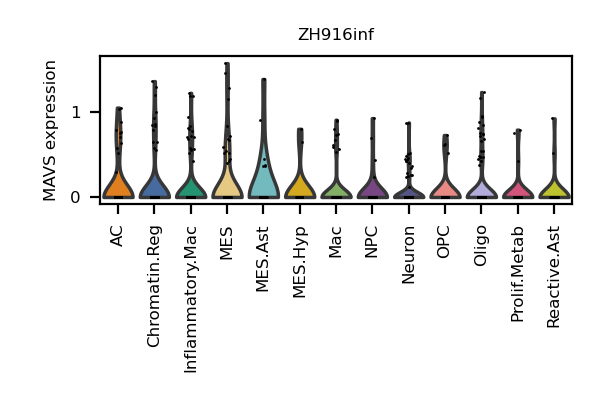 ZH916inf
MAVS expression
1
0
AC
Chromatin.Reg
Inflammatory.Mac
MES
MES.Ast
MES.Hyp
Mac
NPC
Neuron
OPC
Oligo
Prolif.Metab
Reactive.Ast